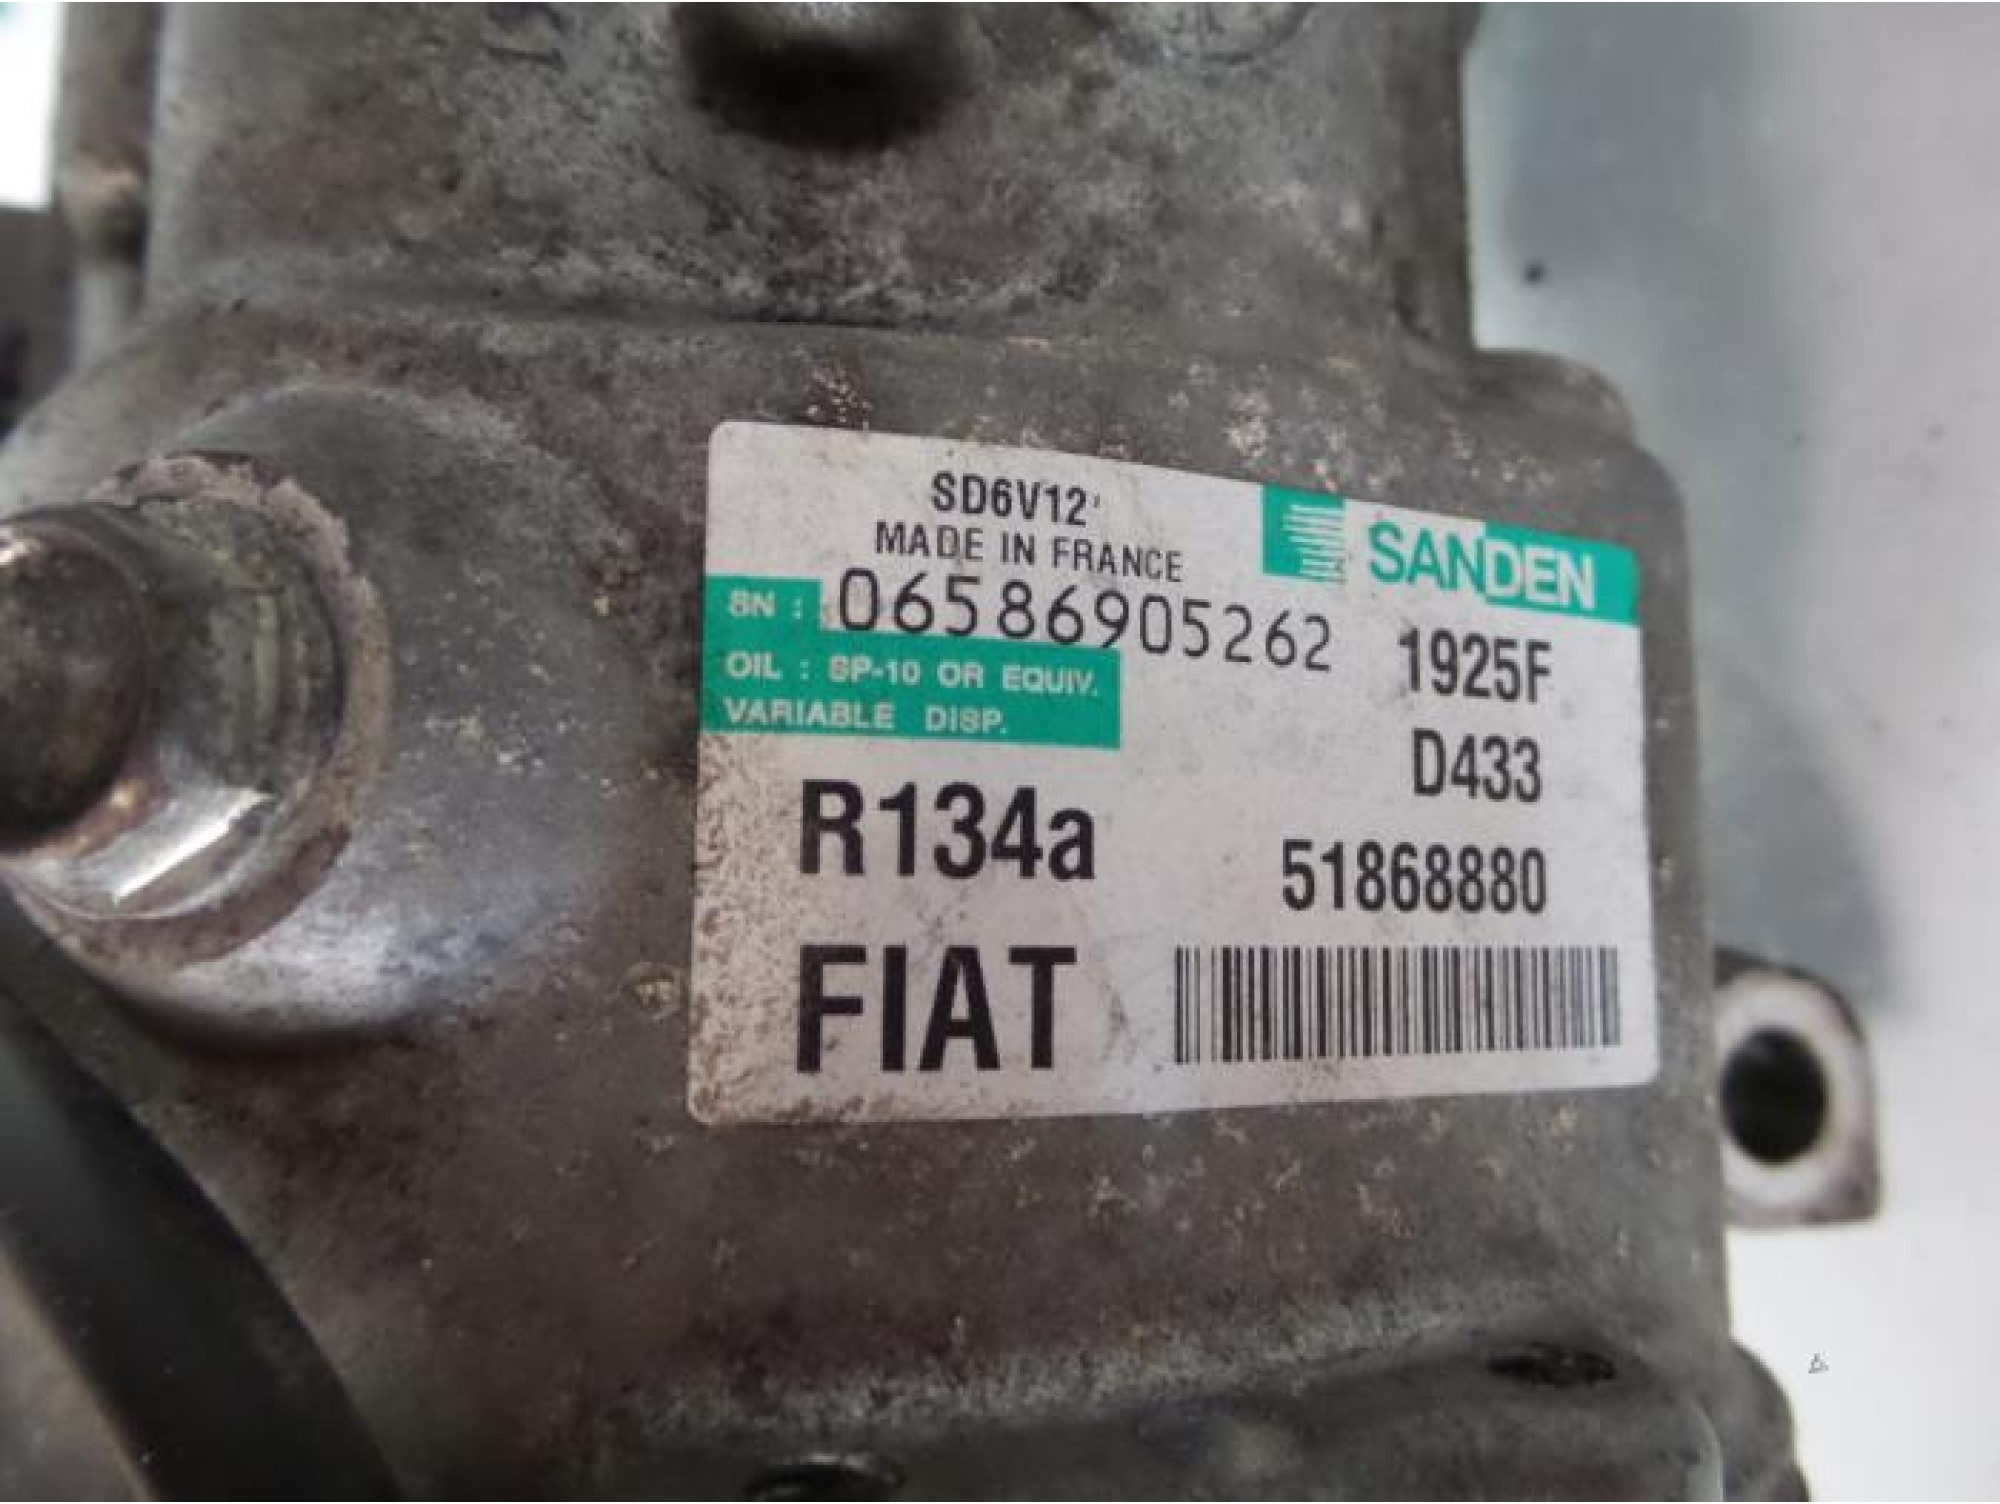 SD6V12
MADE IN FRANCE
SANDEN
SN : 06586905262
1925F
OIL : SP-10 OR EQUIV.
VARIABLE DISP.
D433
R134a
51868880
FIAT